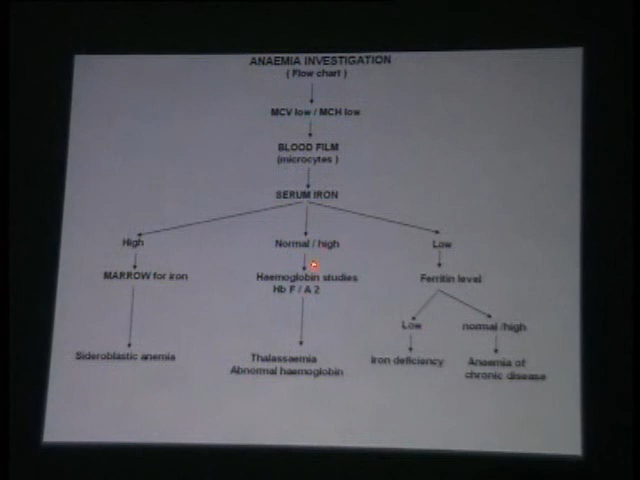 ANAEMIA INVESTIGATION
( Flow chart )
MCV low / MCH low
BLOOD FILM
(microcytes )
SERUM IRON
High
Normal / high
Low
MARROW for iron
Haemoglobin studies
Hb F / A 2
Ferritin level
Low
normal /high
Sideroblastic anemia
Thalassaemia
Abnormal haemoglobin
Iron deficiency
Anaemia of
chronic disease